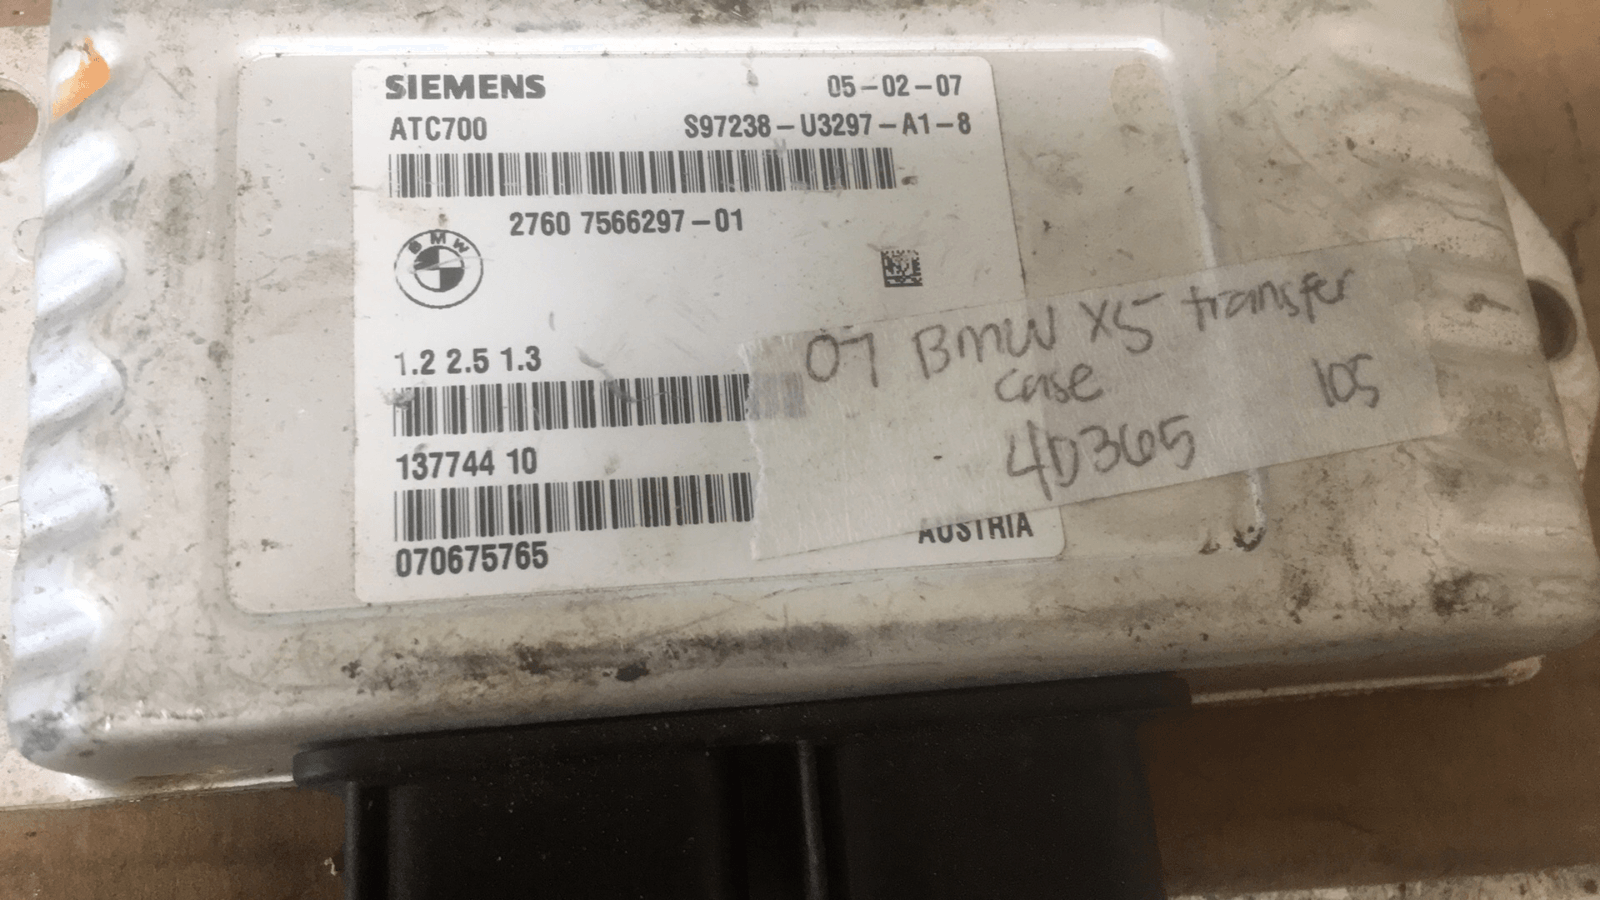 SIEMENS 05-02-07
ATC700 S97238-U3297-A1-8
2760 7566297-01
BMW
1.2 2.5 1.3
137744 10
070675765
AUSTRIA
07 BMW X5 transfer
case 105
4D365